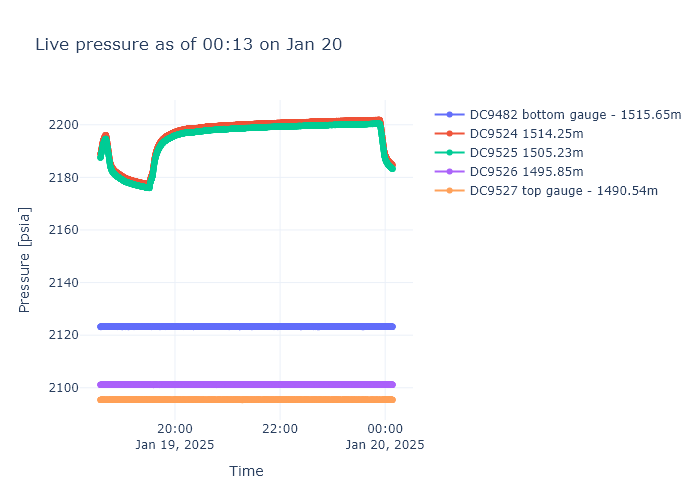 Live pressure as of 00:13 on Jan 20
DC9482 bottom gauge - 1515.65m
DC9524 1514.25m
DC9525 1505.23m
DC9526 1495.85m
DC9527 top gauge - 1490.54m
Pressure [psia]
2200
2180
2160
2140
2120
2100
20:00
Jan 19, 2025
22:00
00:00
Jan 20, 2025
Time